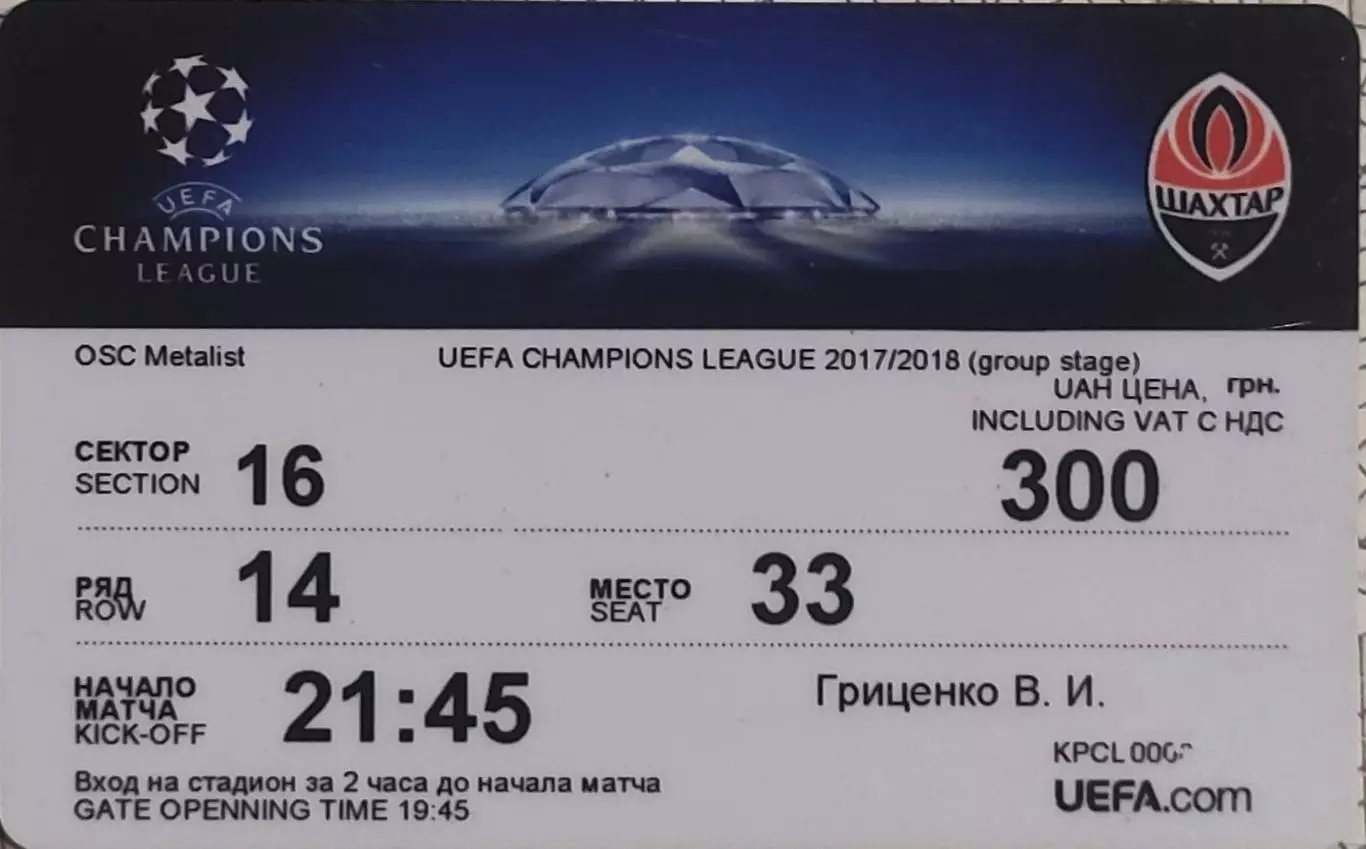 UEFA
CHAMPIONS
LEAGUE
ШАХТАР
OSC Metalist
UEFA CHAMPIONS LEAGUE 2017/2018 (group stage)
UAH ЦЕНА, грн.
INCLUDING VAT С НДС
СЕКТОР
SECTION
16
300
РЯД
ROW
14
МЕСТО
SEAT
33
НАЧАЛО
МАТЧА
KICK-OFF
21:45
Гриценко В. И.
KPCL
Вход на стадион за 2 часа до начала матча
GATE OPENNING TIME 19:45
UEFA.com